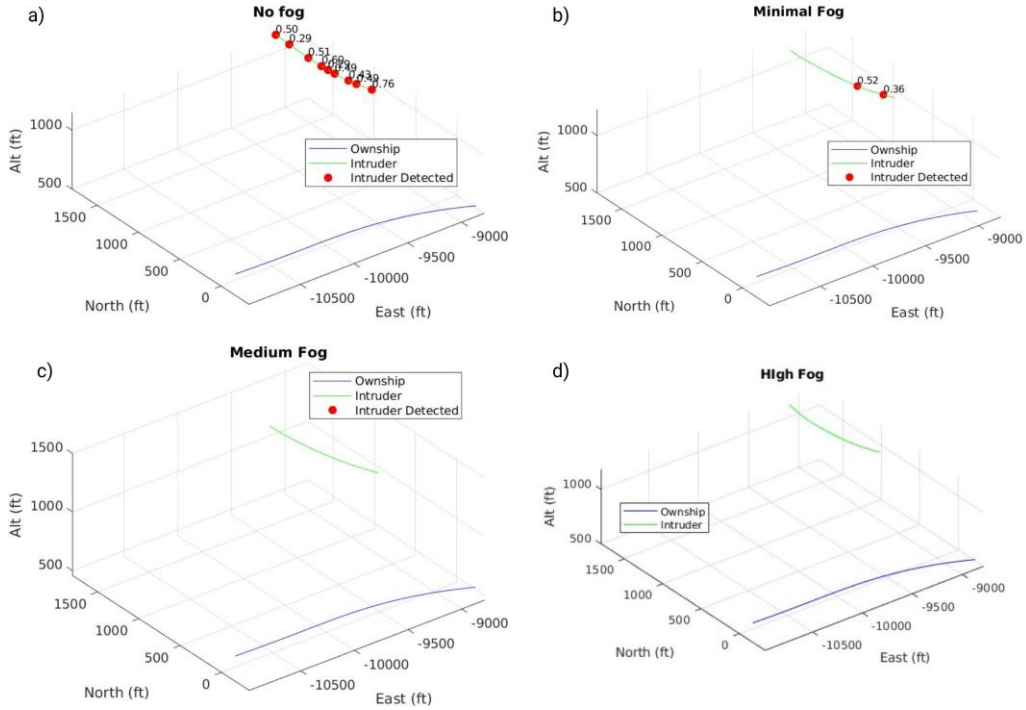 a)
No fog
0.50
0.29
0.51
0.43
0.76
1000
500
Alt (ft)
Ownship
Intruder
Intruder Detected
1500
1000
500
0
North (ft)
-9000
-9500
-10000
-10500
East (ft)
b)
Minimal Fog
0.52
0.36
1000
500
Alt (ft)
Ownship
Intruder
Intruder Detected
1500
1000
500
0
North (ft)
-9000
-9500
-10000
-10500
East (ft)
c)
Medium Fog
Ownship
Intruder
Intruder Detected
1500
1000
500
Alt (ft)
1500
1000
500
0
North (ft)
-9000
-9500
-10000
-10500
East (ft)
d)
HIgh Fog
1000
500
Alt (ft)
Ownship
Intruder
1500
1000
500
0
North (ft)
-9000
-9500
-10000
-10500
East (ft)